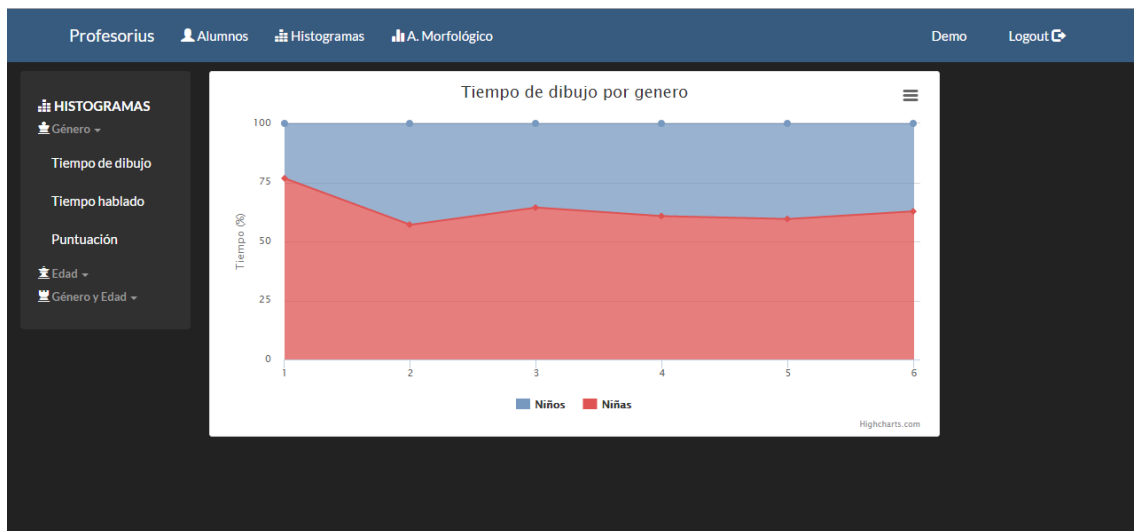 Profesorius Alumnos Histogramas A. Morfológico Demo Logout
HISTOGRAMAS
Género
Tiempo de dibujo
Tiempo hablado
Puntuación
Edad
Género y Edad
Tiempo de dibujo por genero
Tiempo (%)
100
75
50
25
0
1 2 3 4 5 6
Niños Niñas
Highcharts.com